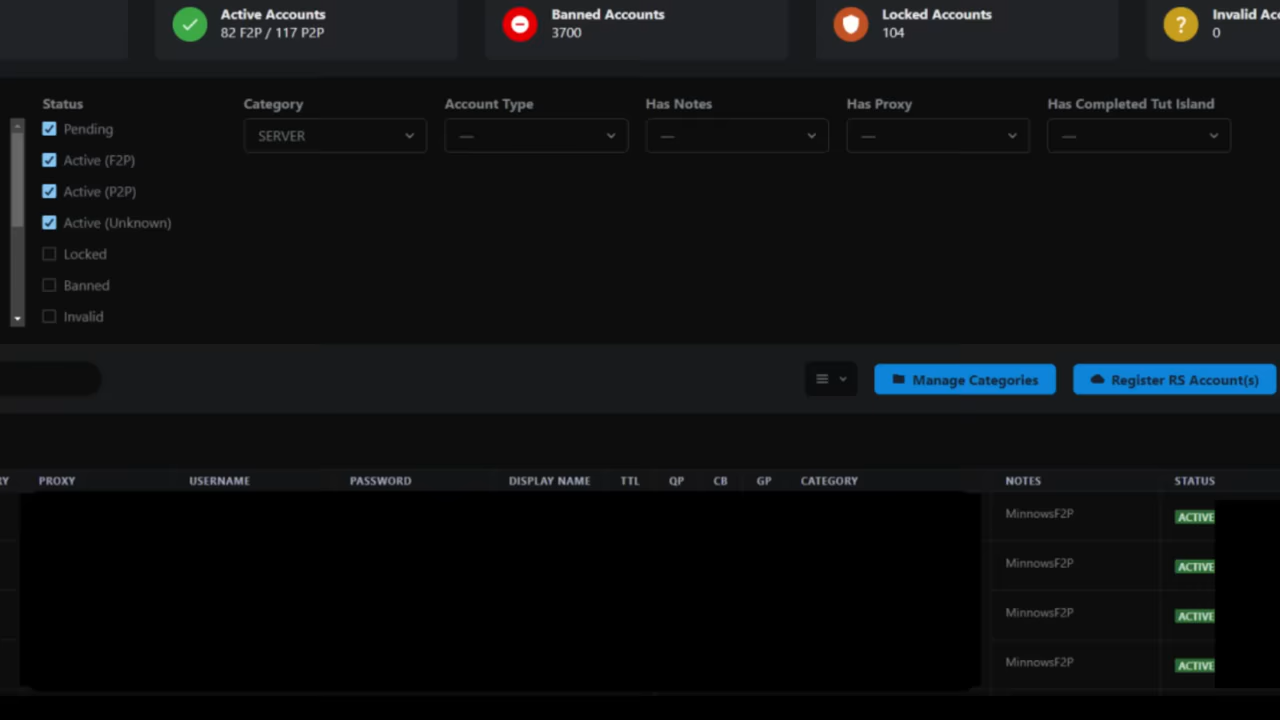 Active Accounts
82 F2P / 117 P2P
Banned Accounts
3700
Locked Accounts
104
Invalid Ac
0
Status
Category
Account Type
Has Notes
Has Proxy
Has Completed Tut Island
Pending
SERVER
—
—
—
—
Active (F2P)
Active (P2P)
Active (Unknown)
Locked
Banned
Invalid
Manage Categories
Register RS Account(s)
RY PROXY USERNAME PASSWORD DISPLAY NAME TTL QP CB GP CATEGORY NOTES STATUS
MinnowsF2P ACTIVE
MinnowsF2P ACTIVE
MinnowsF2P ACTIVE
MinnowsF2P ACTIVE